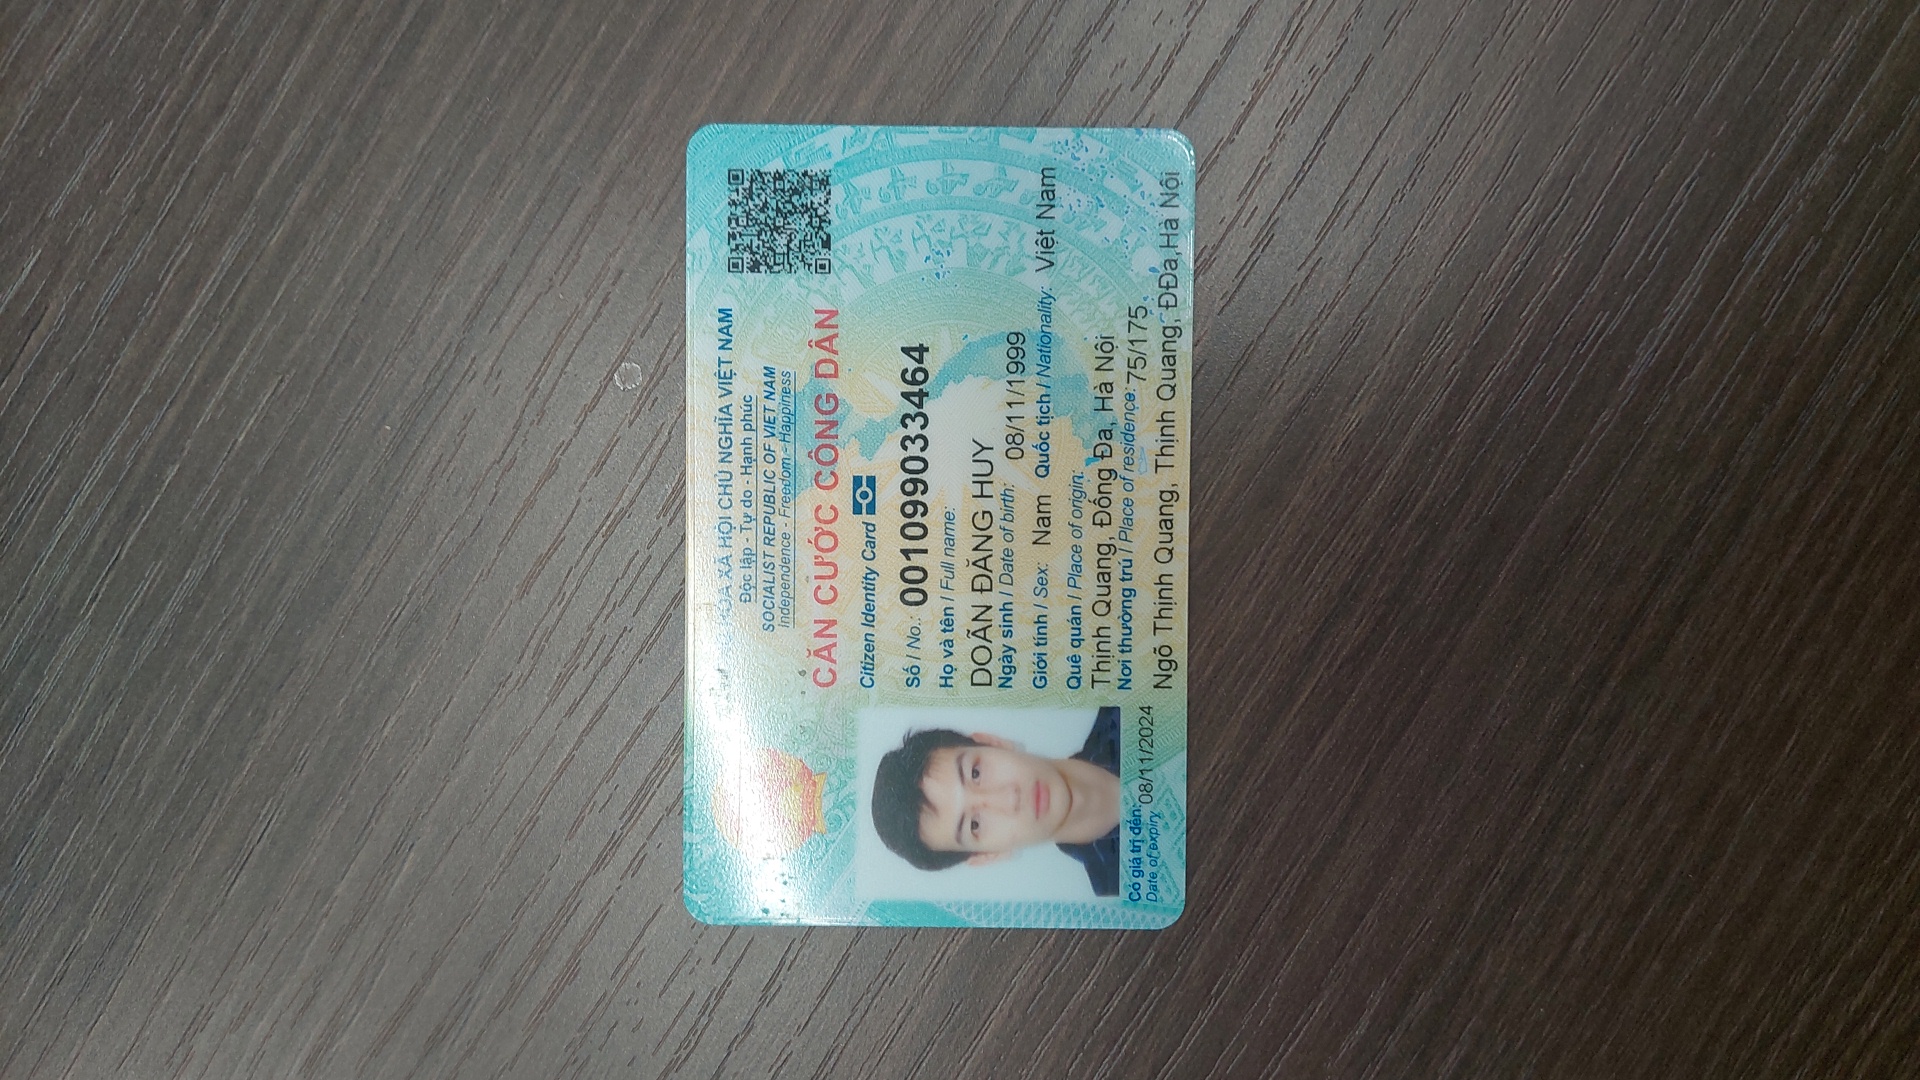 HÒA XÃ HỘI CHỦ NGHĨA VIỆT NAM
Độc lập - Tự do - Hạnh phúc
SOCIALIST REPUBLIC OF VIET NAM
Independence - Freedom - Happiness
CĂN CƯỚC CÔNG DÂN
Citizen Identity Card
Số / No.: 001099033464
Họ và tên / Full name:
DOÃN ĐĂNG HUY
Ngày sinh / Date of birth: 08/11/1999
Giới tính / Sex: Nam Quốc tịch / Nationality: Việt Nam
Quê quán / Place of origin:
Thịnh Quang, Đống Đa, Hà Nội
Nơi thường trú / Place of residence: 75/175
Ngõ Thịnh Quang, Thịnh Quang, ĐĐa,Hà Nội
Có giá trị đến: 08/11/2024
Date of expiry